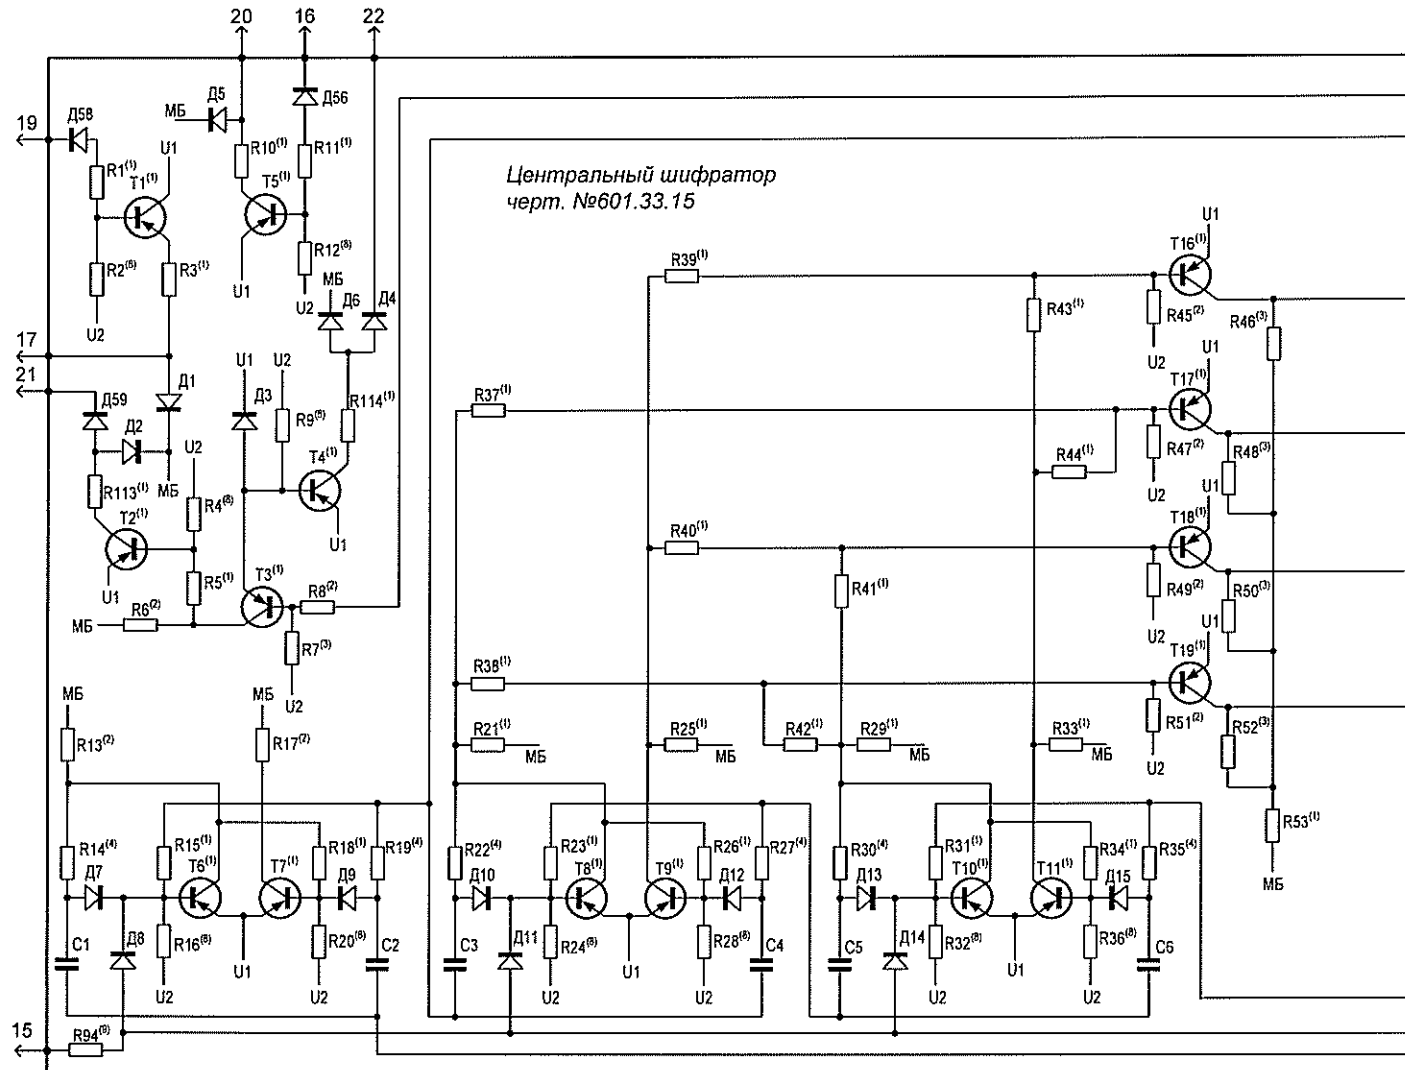 20 16 22
Д5
МБ
Д56
19
Д58
U1
R1(1)
T1(1)
R10(1)
T5(1)
R11(1)
Центральный шифратор
черт. №601.33.15
R2(6)
R3(1)
R12(8)
U2
U1
U2
МБ
Д6
Д4
R39(1)
T16(1)
U1
R43(1)
R45(2)
R46(3)
U2
17
21
Д59
Д1
U1
U2
Д3
R9(6)
R114(1)
R37(1)
T17(1)
U1
Д2
U2
МБ
T4(1)
R44(1)
R47(2)
R48(3)
U2
R113(1)
R4(8)
T2(1)
U1
R40(1)
T18(1)
U1
U1
R5(1)
T3(1)
R8(2)
R41(1)
R49(2)
R50(3)
U2
МБ
R6(2)
R7(3)
U2
R38(1)
T19(1)
U1
МБ
МБ
R13(2)
R17(2)
R21(1)
МБ
R25(1)
МБ
R42(1)
R29(1)
МБ
R33(1)
МБ
R51(2)
R52(3)
U2
R14(4)
R15(1)
T6(1)
T7(1)
R18(1)
R19(4)
R22(4)
R23(1)
T8(1)
T9(1)
R26(1)
R27(4)
R30(4)
R31(1)
T10(1)
T11(1)
R34(1)
R35(4)
R53(1)
МБ
Д7
Д9
Д10
Д12
Д13
Д15
C1
Д8
R16(8)
U1
R20(8)
C2
C3
Д11
R24(8)
U1
R28(8)
C4
C5
Д14
R32(8)
U1
R36(8)
C6
U2
U2
U2
U2
U2
U2
15
R94(9)